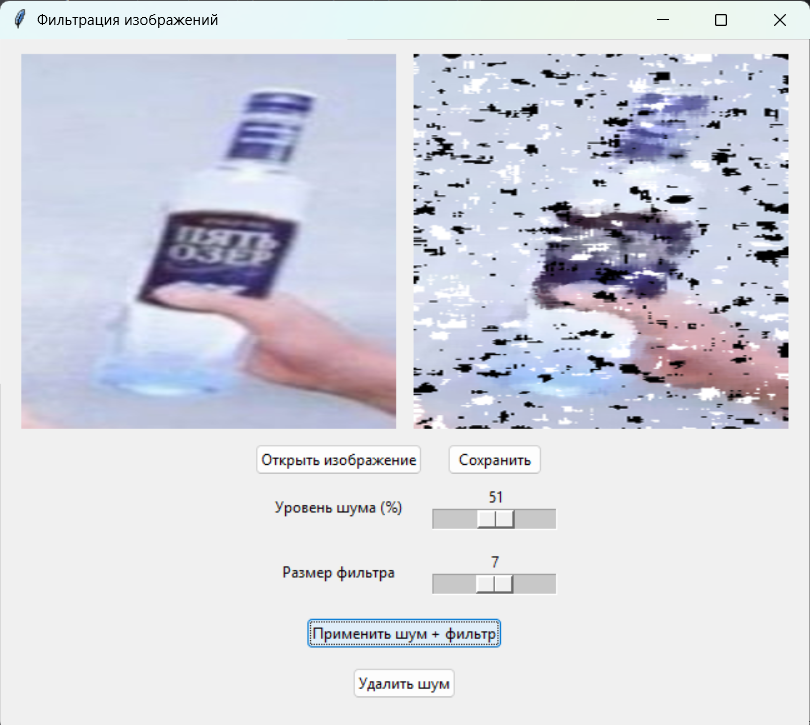 Фильтрация изображений
ПЯТЬ
ОЗЕР
Открыть изображение Сохранить
Уровень шума (%) 51
Размер фильтра 7
Применить шум + фильтр
Удалить шум